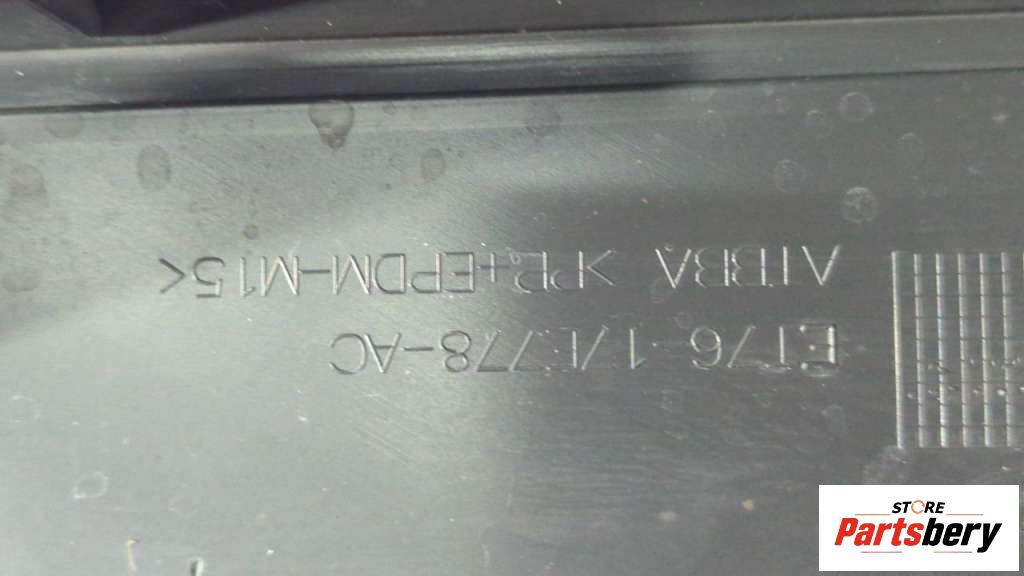 ET76-17E778-AC
>PP+EPDM-M15<
STORE
Partsbery